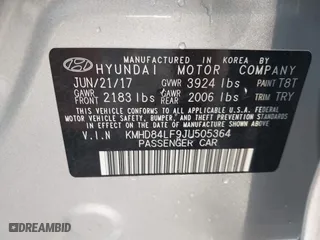 MANUFACTURED IN KOREA BY
HYUNDAI MOTOR COMPANY
JUN/21/17 GVWR 3924 lbs PAINT T8T
GAWR FRONT 2183 lbs GAWR REAR 2006 lbs TRIM TRY
THIS VEHICLE CONFORMS TO ALL APPLICABLE U.S. FEDERAL
MOTOR VEHICLE SAFETY, BUMPER, AND THEFT PREVENTION
STANDARDS IN EFFECT ON THE DATE OF MANUFACTURE SHOWN ABOVE.
V.I.N KMHD84LF9JU505364
PASSENGER CAR